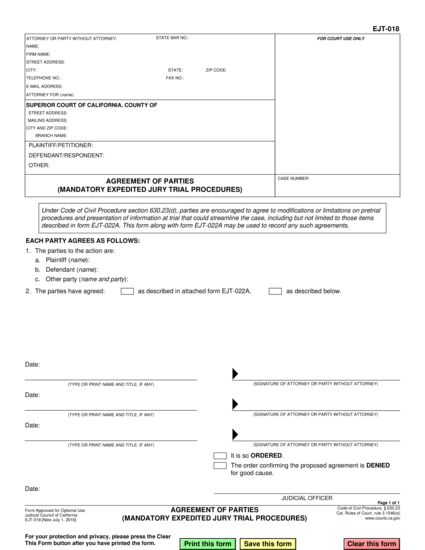 EJT-018
ATTORNEY OR PARTY WITHOUT ATTORNEY: STATE BAR NO.:
NAME:
FIRM NAME:
STREET ADDRESS:
CITY: STATE: ZIP CODE:
TELEPHONE NO.: FAX NO.:
E-MAIL ADDRESS:
ATTORNEY FOR (name):
FOR COURT USE ONLY
SUPERIOR COURT OF CALIFORNIA, COUNTY OF
STREET ADDRESS:
MAILING ADDRESS:
CITY AND ZIP CODE:
BRANCH NAME:
PLAINTIFF/PETITIONER:
DEFENDANT/RESPONDENT:
OTHER:
AGREEMENT OF PARTIES
(MANDATORY EXPEDITED JURY TRIAL PROCEDURES)
CASE NUMBER:
Under Code of Civil Procedure section 630.23(d), parties are encouraged to agree to modifications or limitations on pretrial
procedures and presentation of information at trial that could streamline the case, including but not limited to those items
described in form EJT-022A. This form along with form EJT-022A may be used to record any such agreements.
EACH PARTY AGREES AS FOLLOWS:
1. The parties to the action are:
a. Plaintiff (name):
b. Defendant (name):
c. Other party (name and party):
2. The parties have agreed: as described in attached form EJT-022A. as described below.
Date:
(TYPE OR PRINT NAME AND TITLE, IF ANY) (SIGNATURE OF ATTORNEY OR PARTY WITHOUT ATTORNEY)
Date:
(TYPE OR PRINT NAME AND TITLE, IF ANY) (SIGNATURE OF ATTORNEY OR PARTY WITHOUT ATTORNEY)
Date:
(TYPE OR PRINT NAME AND TITLE, IF ANY) (SIGNATURE OF ATTORNEY OR PARTY WITHOUT ATTORNEY)
It is so ORDERED.
The order confirming the proposed agreement is DENIED
for good cause.
Date:
JUDICIAL OFFICER
Page 1 of 1
Form Approved for Optional Use
Judicial Council of California
EJT-018 [New July 1, 2016]
AGREEMENT OF PARTIES
(MANDATORY EXPEDITED JURY TRIAL PROCEDURES)
Code of Civil Procedure, § 630.23
Cal. Rules of Court, rule 3.1546(d)
www.courts.ca.gov
For your protection and privacy, please press the Clear
This Form button after you have printed the form.
Print this form
Save this form
Clear this form